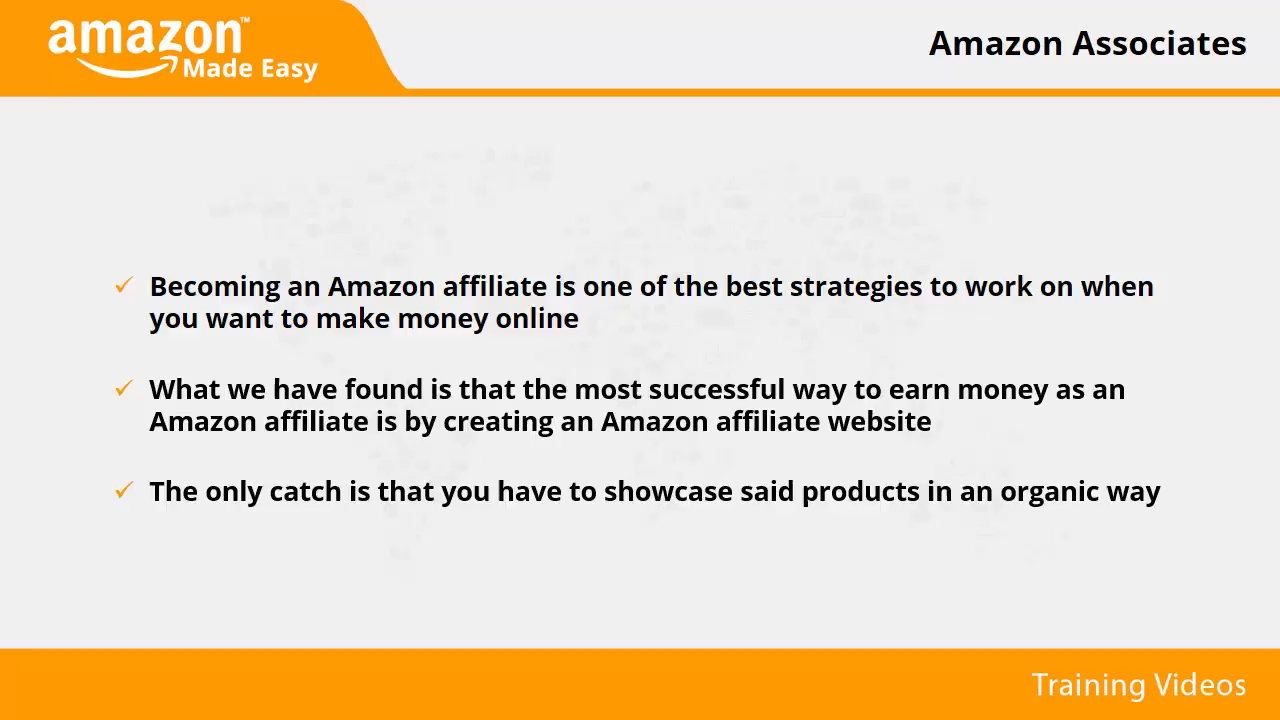 amazon™
Made Easy
Amazon Associates
✓ Becoming an Amazon affiliate is one of the best strategies to work on when
you want to make money online
✓ What we have found is that the most successful way to earn money as an
Amazon affiliate is by creating an Amazon affiliate website
✓ The only catch is that you have to showcase said products in an organic way
Training Videos